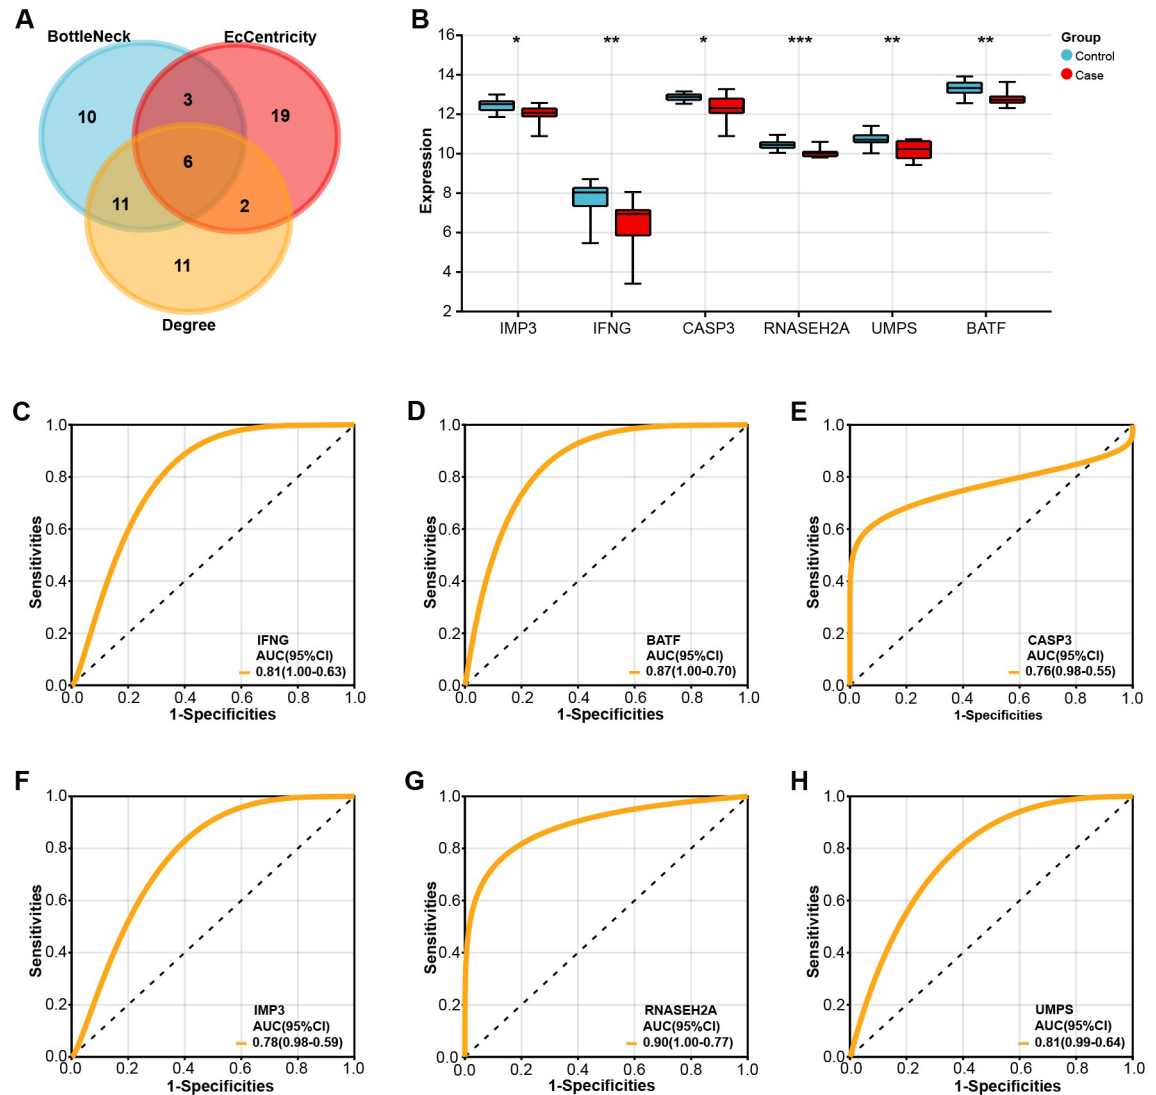 A
BottleNeck
EcCentricity
10
3
19
6
11
2
11
Degree
B
16
14
12
10
8
6
4
2
Expression
* ** * *** ** **
IMP3 IFNG CASP3 RNASEH2A UMPS BATF
Group
Control
Case
C
1.0
0.8
0.6
0.4
0.2
0.0
Sensitivities
IFNG
AUC(95%CI)
0.81(1.00-0.63)
0.0 0.2 0.4 0.6 0.8 1.0
1-Specificities
D
1.0
0.8
0.6
0.4
0.2
0.0
Sensitivities
BATF
AUC(95%CI)
0.87(1.00-0.70)
0.0 0.2 0.4 0.6 0.8 1.0
1-Specificities
E
1.0
0.8
0.6
0.4
0.2
0.0
Sensitivities
CASP3
AUC(95%CI)
0.76(0.98-0.55)
0.0 0.2 0.4 0.6 0.8 1.0
1-Specificities
F
1.0
0.8
0.6
0.4
0.2
0.0
Sensitivities
IMP3
AUC(95%CI)
0.78(0.98-0.59)
0.0 0.2 0.4 0.6 0.8 1.0
1-Specificities
G
1.0
0.8
0.6
0.4
0.2
0.0
Sensitivities
RNASEH2A
AUC(95%CI)
0.90(1.00-0.77)
0.0 0.2 0.4 0.6 0.8 1.0
1-Specificities
H
1.0
0.8
0.6
0.4
0.2
0.0
Sensitivities
UMPS
AUC(95%CI)
0.81(0.99-0.64)
0.0 0.2 0.4 0.6 0.8 1.0
1-Specificities